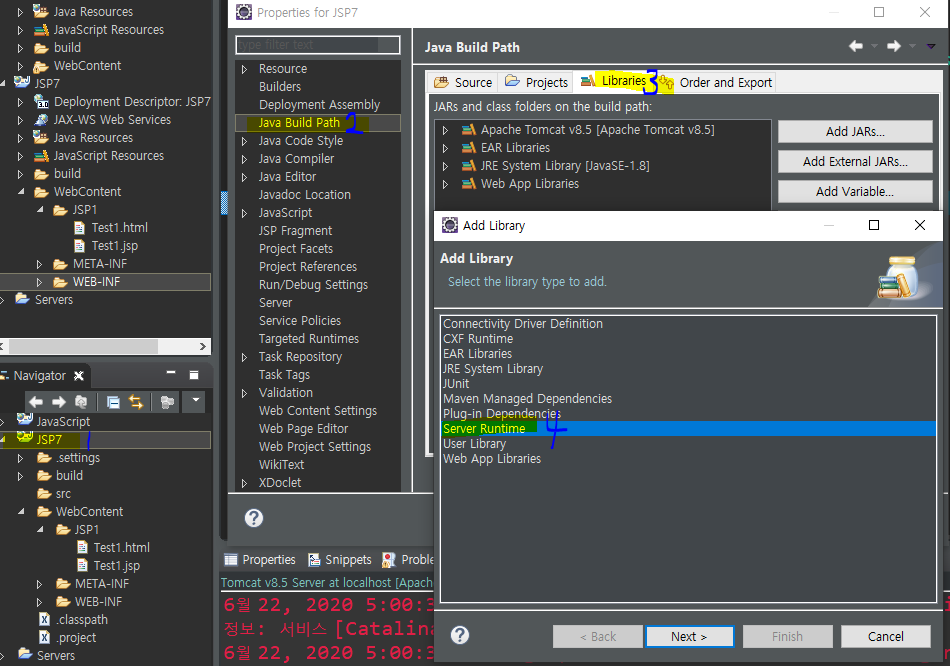 Java Resources
JavaScript Resources
build
WebContent
JSP7
Deployment Descriptor: JSP7
JAX-WS Web Services
Java Resources
JavaScript Resources
build
WebContent
JSP1
Test1.html
Test1.jsp
META-INF
WEB-INF
Servers
Navigator
JavaScript
JSP7 1
.settings
build
src
WebContent
JSP1
Test1.html
Test1.jsp
META-INF
WEB-INF
.classpath
.project
Servers
Properties for JSP7
type filter text
Resource
Builders
Deployment Assembly
Java Build Path 2
Java Code Style
Java Compiler
Java Editor
Javadoc Location
JavaScript
JSP Fragment
Project Facets
Project References
Run/Debug Settings
Server
Service Policies
Targeted Runtimes
Task Repository
Task Tags
Validation
Web Content Settings
Web Page Editor
Web Project Settings
WikiText
XDoclet
Java Build Path
Source Projects Libraries 3 Order and Export
JARs and class folders on the build path:
Apache Tomcat v8.5 [Apache Tomcat v8.5]
EAR Libraries
JRE System Library [JavaSE-1.8]
Web App Libraries
Add JARs...
Add External JARs...
Add Variable...
Add Library
Add Library
Select the library type to add.
Connectivity Driver Definition
CXF Runtime
EAR Libraries
JRE System Library
JUnit
Maven Managed Dependencies
Plug-in Dependencies
Server Runtime 4
User Library
Web App Libraries
< Back Next > Finish Cancel
Properties Snippets Proble
Tomcat v8.5 Server at localhost [Apach
6월 22, 2020 5:00:3
정보: 서비스 [Catalina
6월 22, 2020 5:00:3